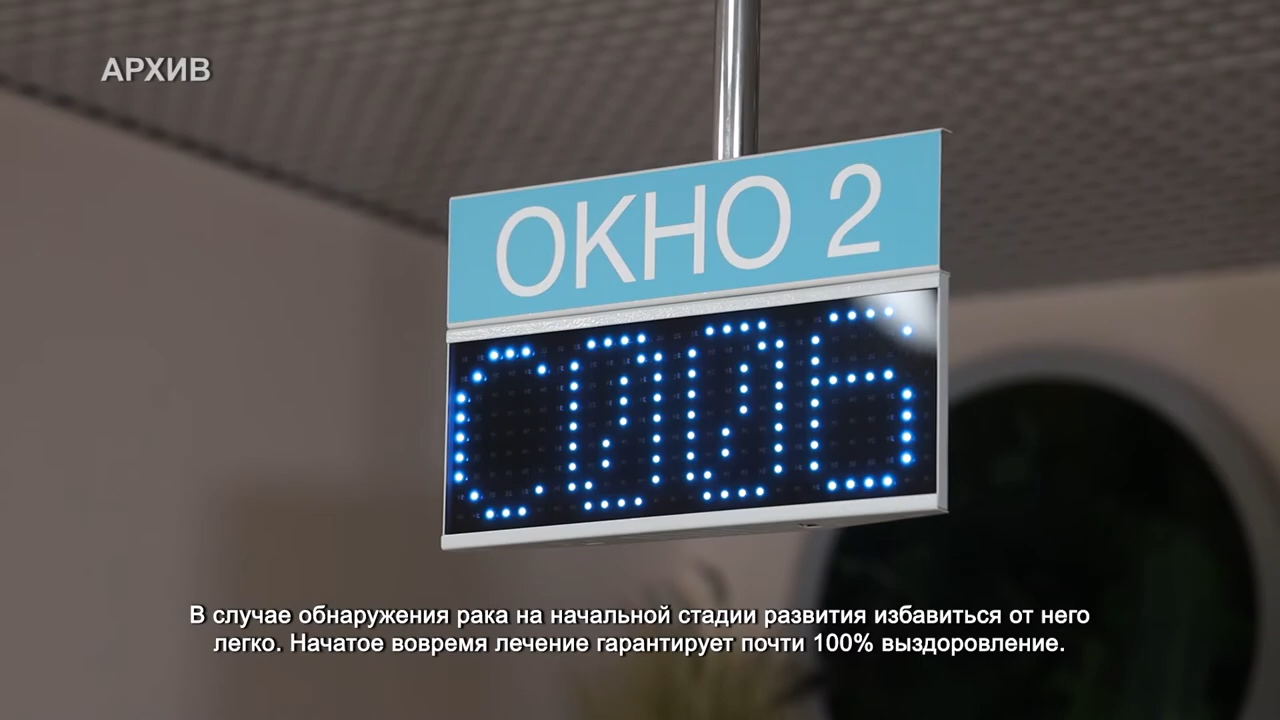 АРХИВ
ОКНО 2
C006
В случае обнаружения рака на начальной стадии развития избавиться от него
легко. Начатое вовремя лечение гарантирует почти 100% выздоровление.